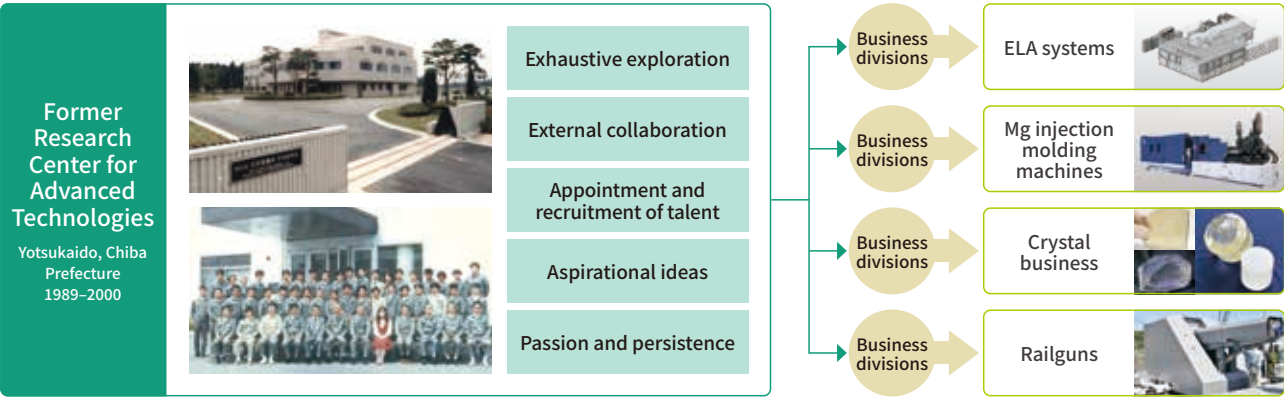 Former
Research
Center for
Advanced
Technologies
Yotsukaido, Chiba
Prefecture
1989–2000
Exhaustive exploration
External collaboration
Appointment and
recruitment of talent
Aspirational ideas
Passion and persistence
Business
divisions
ELA systems
Business
divisions
Mg injection
molding
machines
Business
divisions
Crystal
business
Business
divisions
Railguns